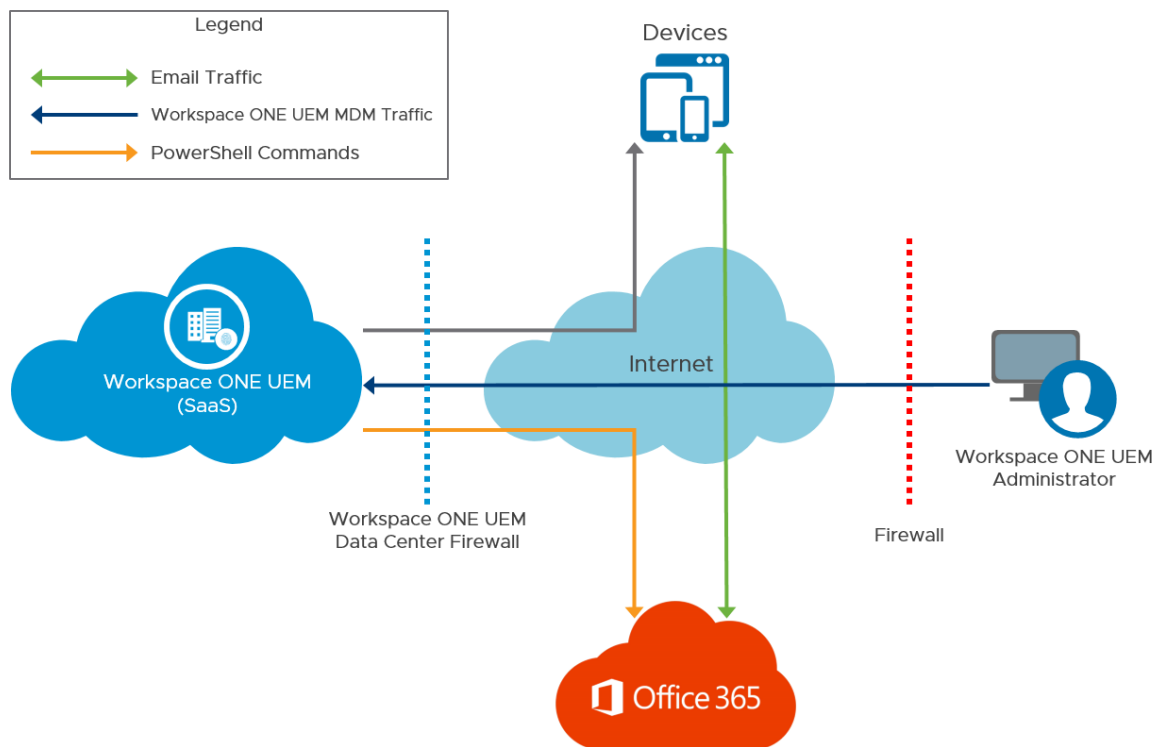 Legend
Email Traffic
Workspace ONE UEM MDM Traffic
PowerShell Commands
Devices
Workspace ONE UEM
(SaaS)
Internet
Workspace ONE UEM
Administrator
Workspace ONE UEM
Data Center Firewall
Firewall
Office 365